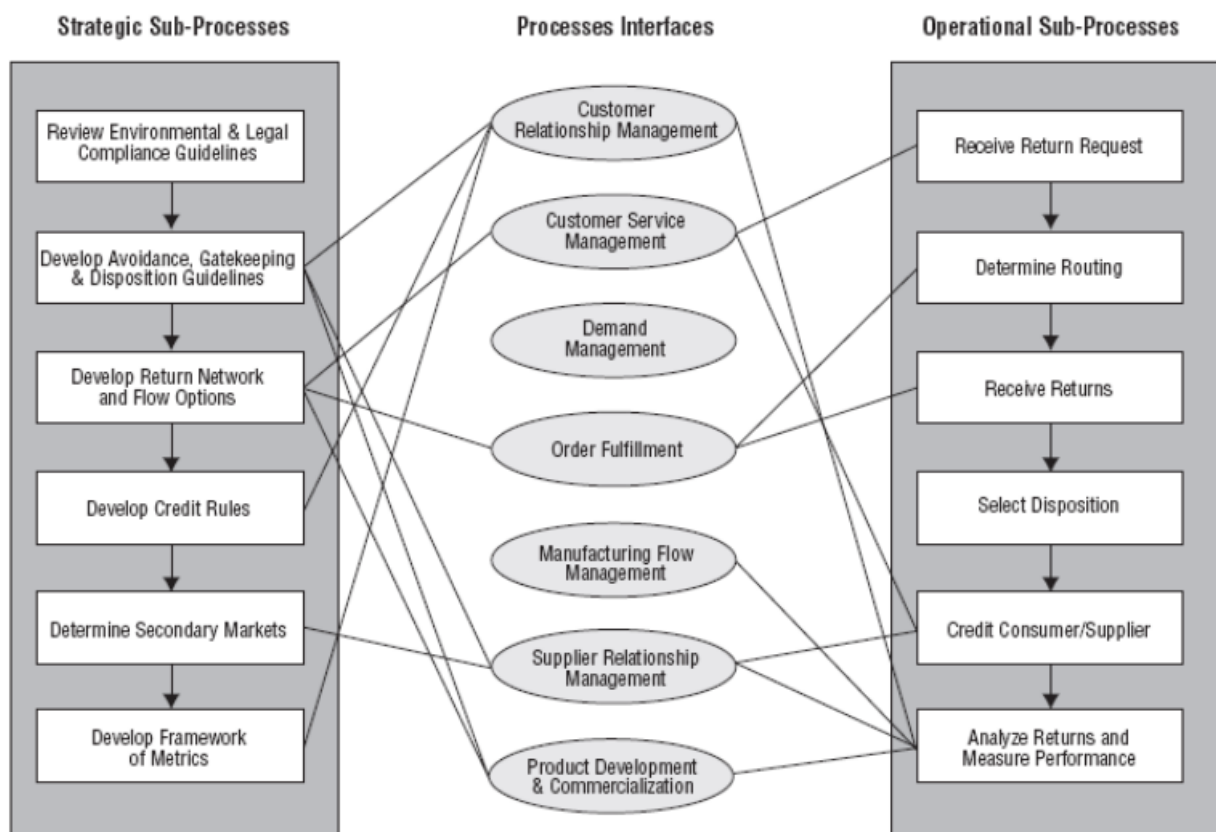 Strategic Sub-Processes
Processes Interfaces
Operational Sub-Processes
Review Environmental & Legal
Compliance Guidelines
Develop Avoidance, Gatekeeping
& Disposition Guidelines
Develop Return Network
and Flow Options
Develop Credit Rules
Determine Secondary Markets
Develop Framework
of Metrics
Customer
Relationship Management
Customer Service
Management
Demand
Management
Order Fulfillment
Manufacturing Flow
Management
Supplier Relationship
Management
Product Development
& Commercialization
Receive Return Request
Determine Routing
Receive Returns
Select Disposition
Credit Consumer/Supplier
Analyze Returns and
Measure Performance